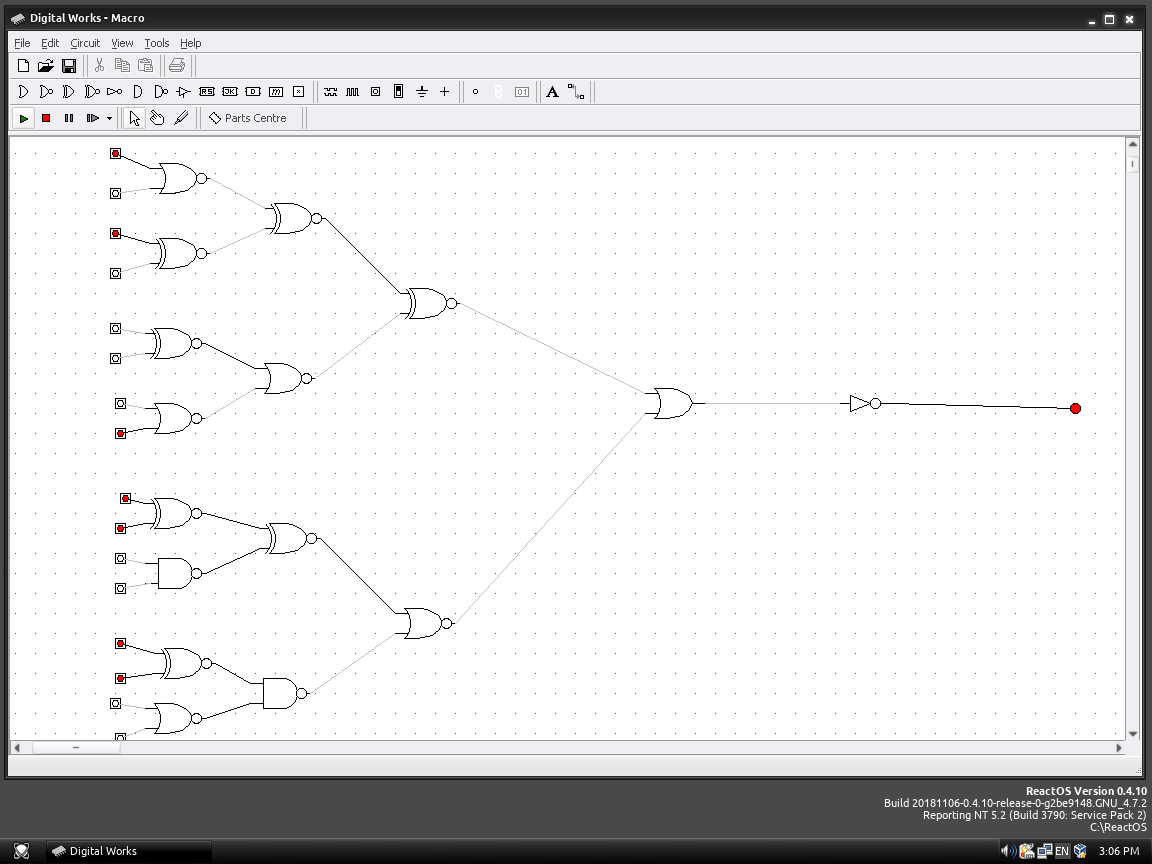 Digital Works - Macro
File Edit Circuit View Tools Help
RS JK D m x 01 A
Parts Centre
ReactOS Version 0.4.10
Build 20181106-0.4.10-release-0-g2be9148.GNU_4.7.2
Reporting NT 5.2 (Build 3790: Service Pack 2)
C:\ReactOS
Digital Works
EN
3:06 PM